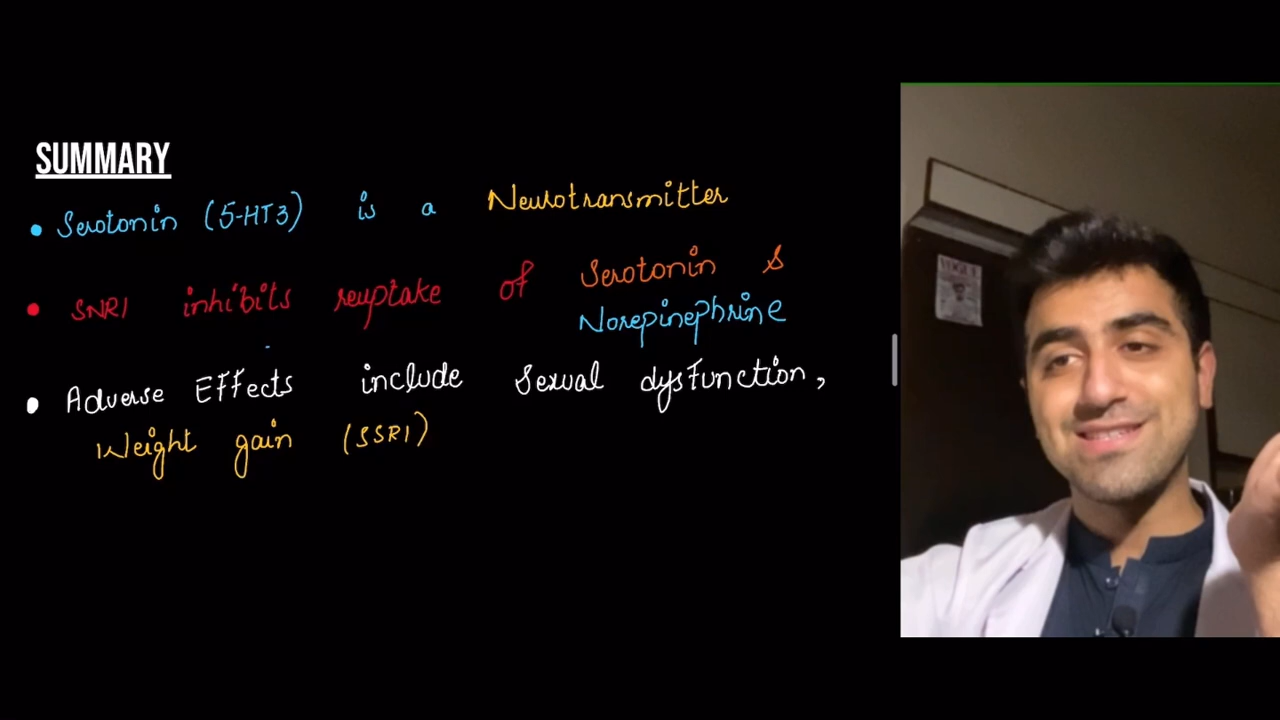 SUMMARY
• Serotonin (5-HT3) is a Neurotransmitter
• SNRI inhibits reuptake of Serotonin &
Norepinephrine
• Adverse Effects include Sexual dysfunction,
Weight gain (SSRI)
VOGUE